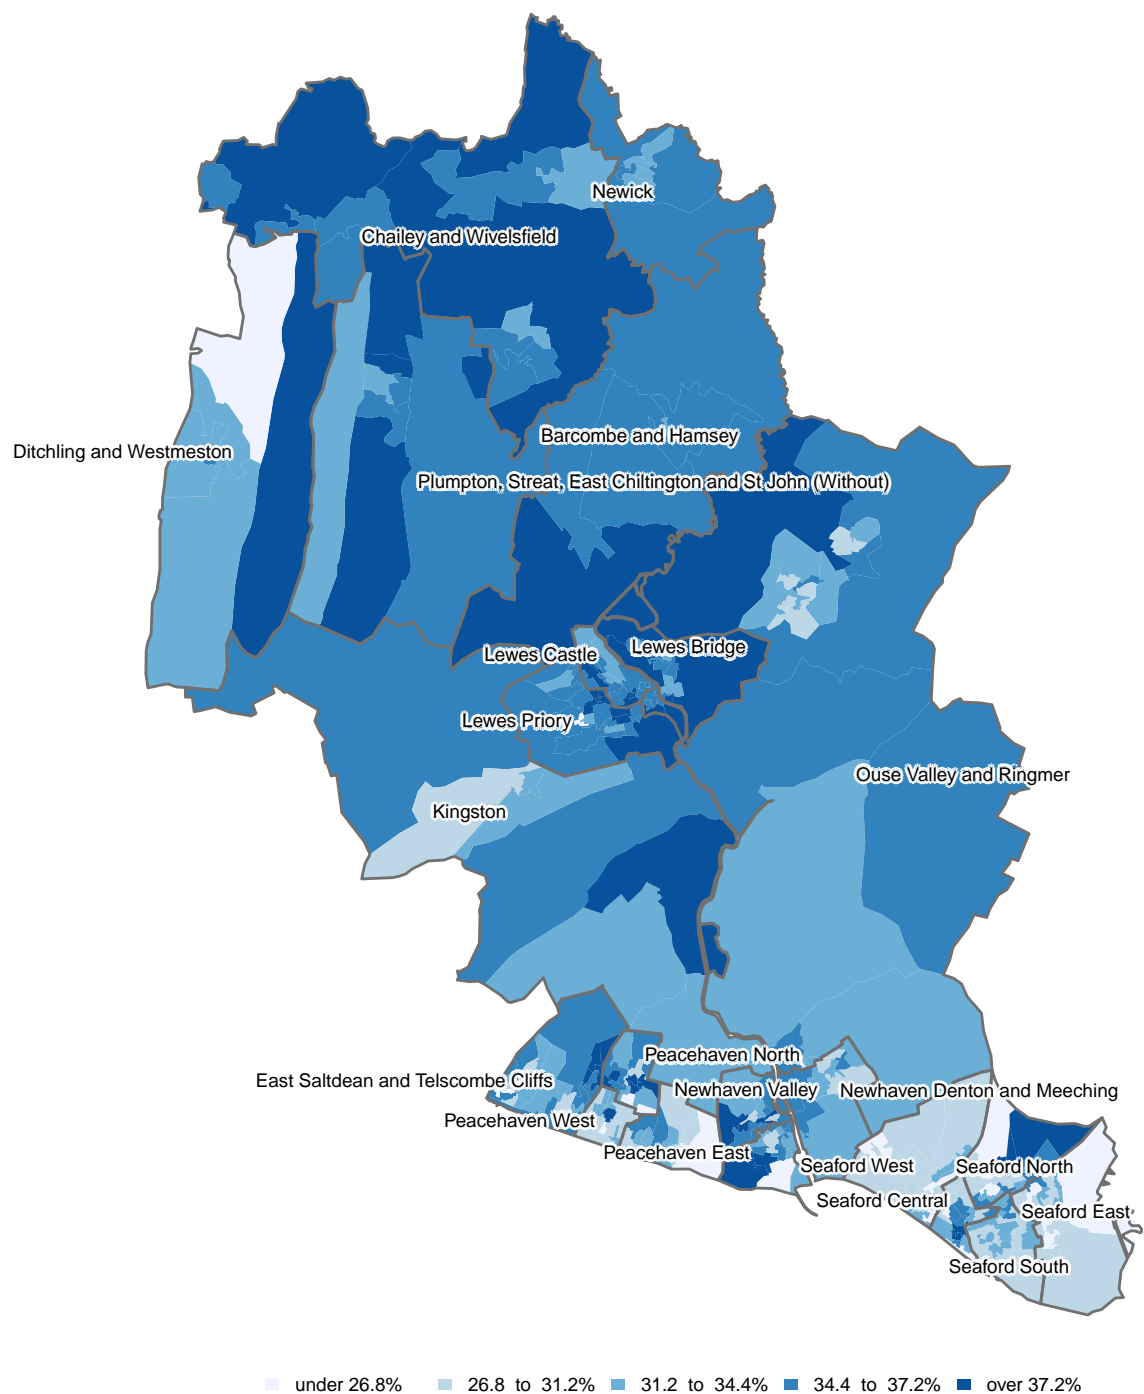 Newick
Chailey and Wivelsfield
Barcombe and Hamsey
Ditchling and Westmeston
Plumpton, Streat, East Chiltington and St John (Without)
Lewes Bridge
Lewes Castle
Lewes Priory
Ouse Valley and Ringmer
Kingston
Peacehaven North
East Saltdean and Telscombe Cliffs
Newhaven Valley
Newhaven Denton and Meeching
Peacehaven West
Peacehaven East
Seaford West
Seaford North
Seaford Central
Seaford East
Seaford South
under 26.8% 26.8 to 31.2% 31.2 to 34.4% 34.4 to 37.2% over 37.2%